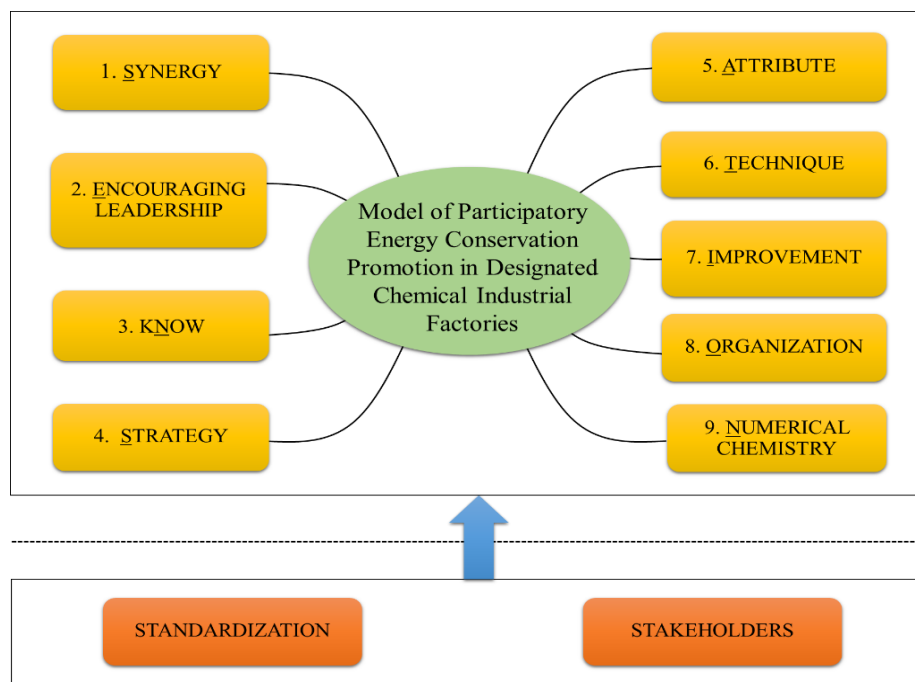 1. SYNERGY
2. ENCOURAGING
LEADERSHIP
3. KNOW
4. STRATEGY
Model of Participatory
Energy Conservation
Promotion in Designated
Chemical Industrial
Factories
5. ATTRIBUTE
6. TECHNIQUE
7. IMPROVEMENT
8. ORGANIZATION
9. NUMERICAL
CHEMISTRY
STANDARDIZATION
STAKEHOLDERS